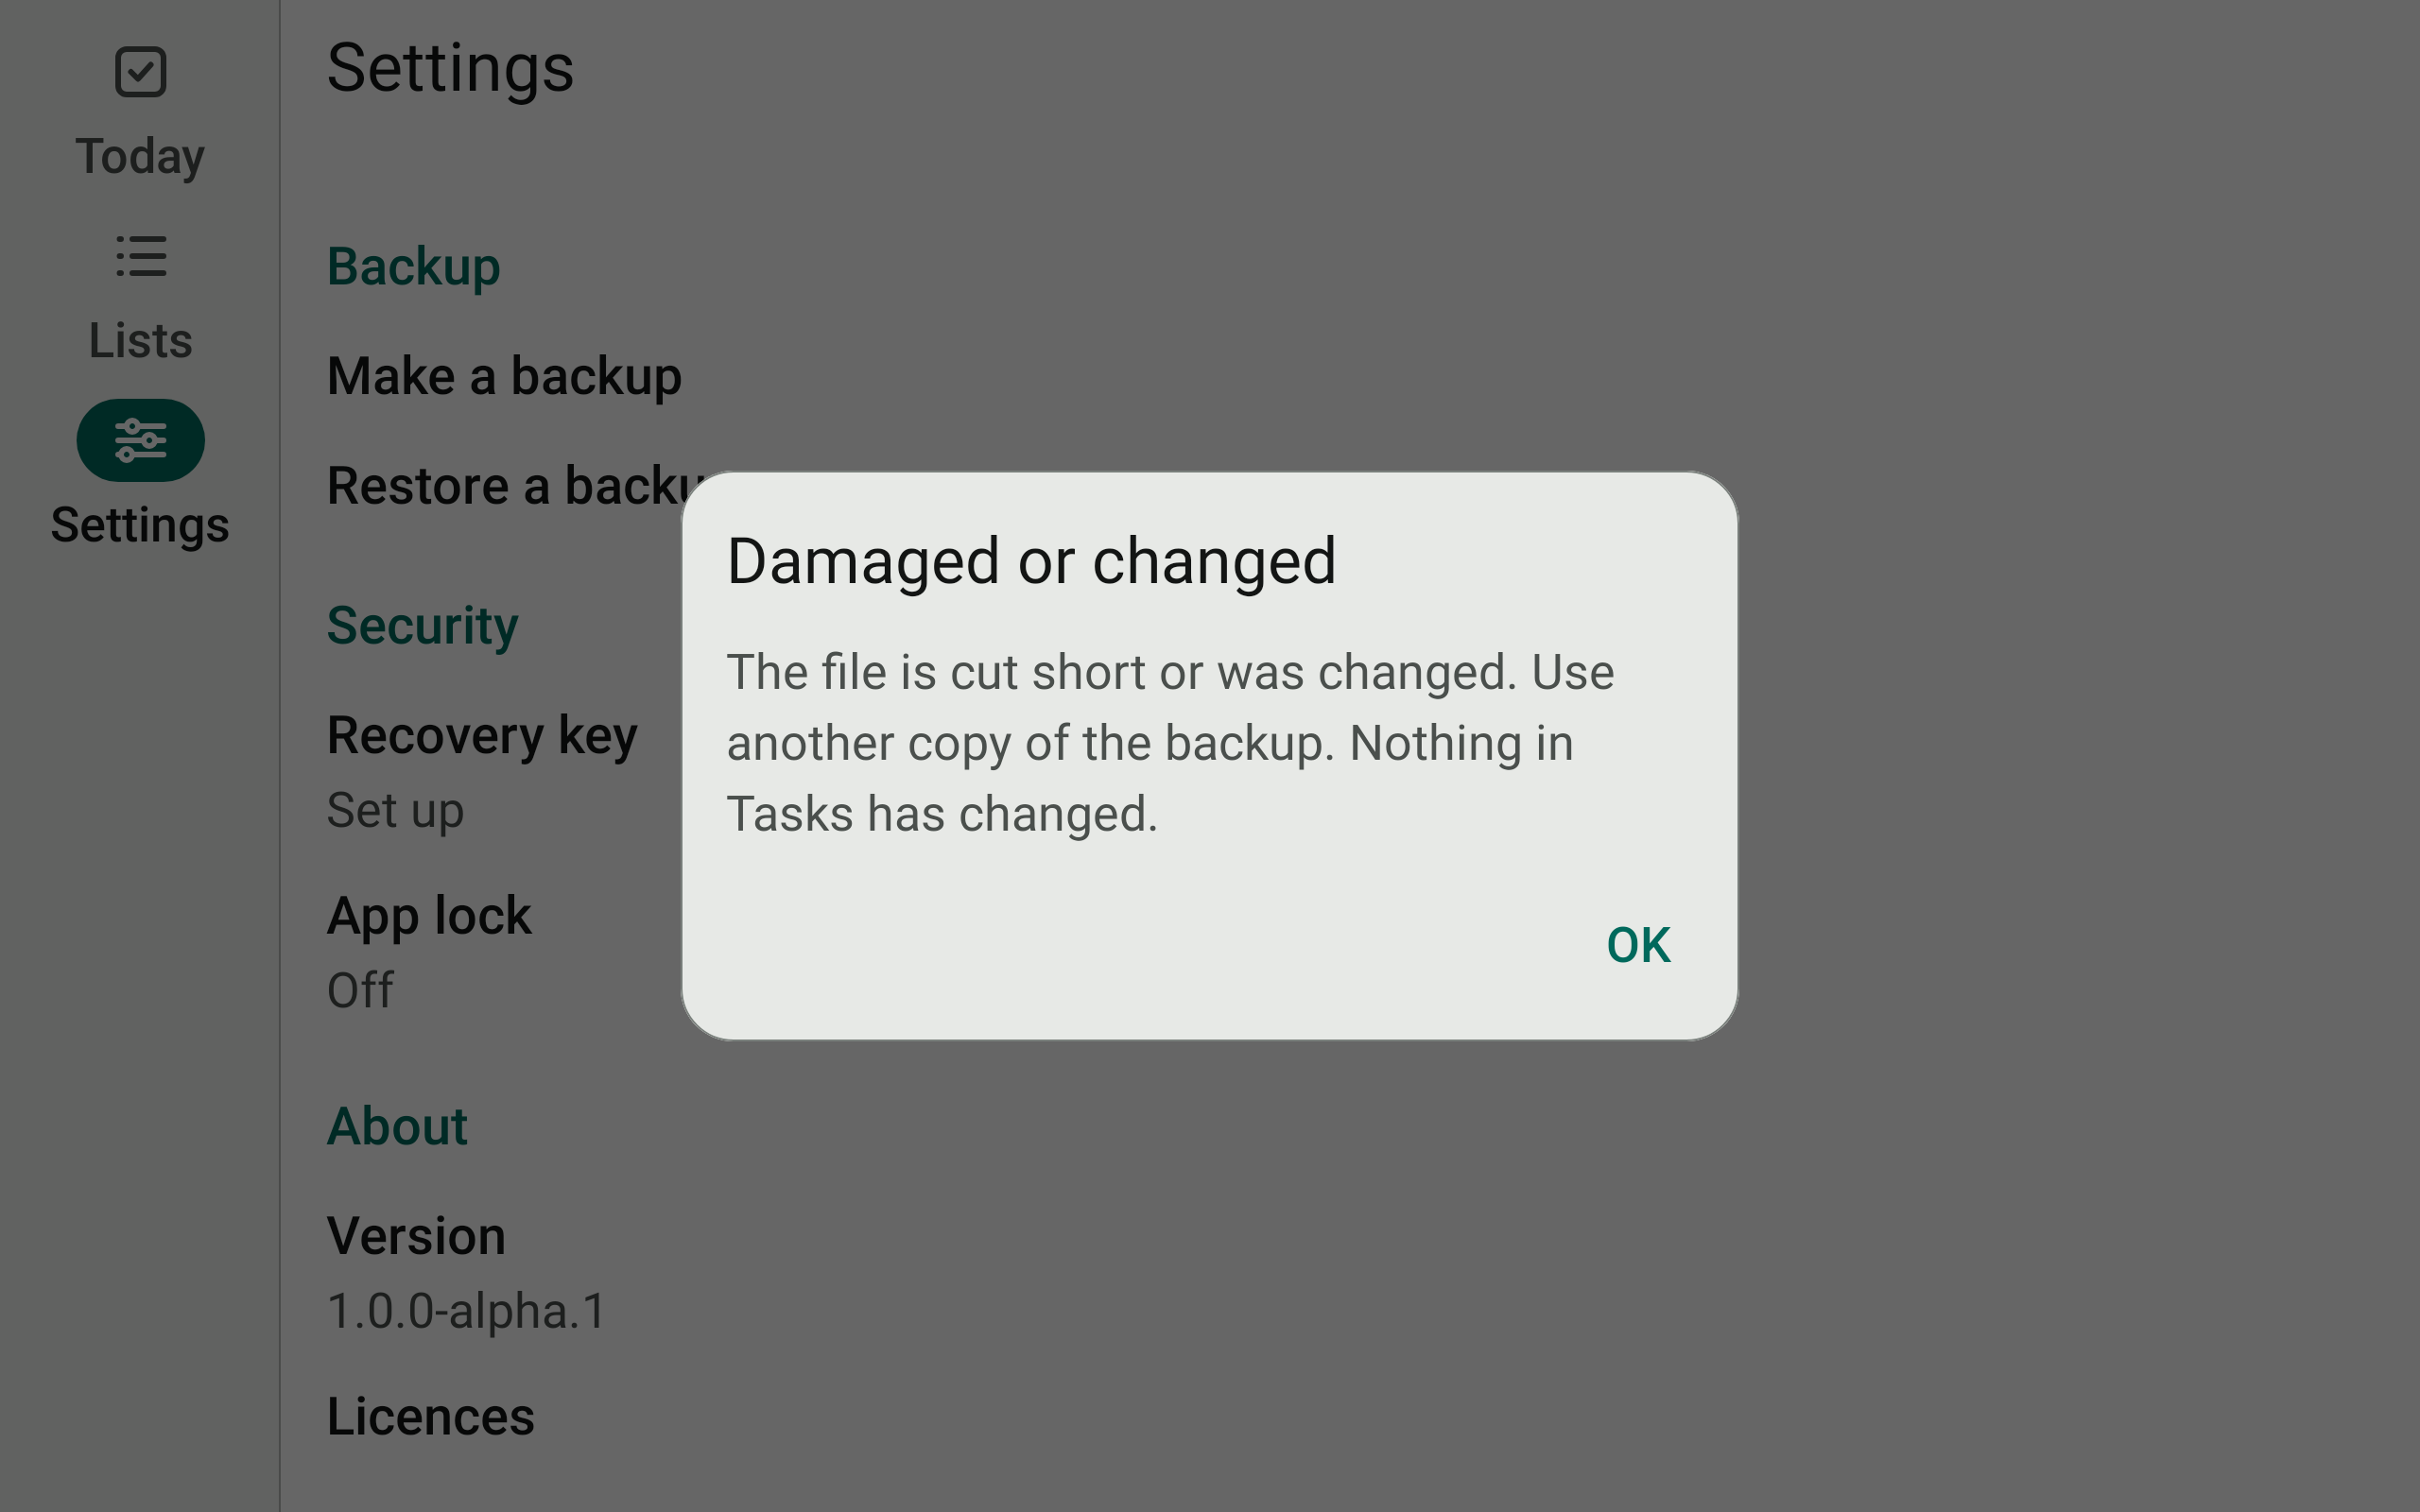 Today
Lists
Settings
Settings
Backup
Make a backup
Restore a backu
Security
Recovery key
Set up
App lock
Off
About
Version
1.0.0-alpha.1
Licences
Damaged or changed
The file is cut short or was changed. Use
another copy of the backup. Nothing in
Tasks has changed.
OK